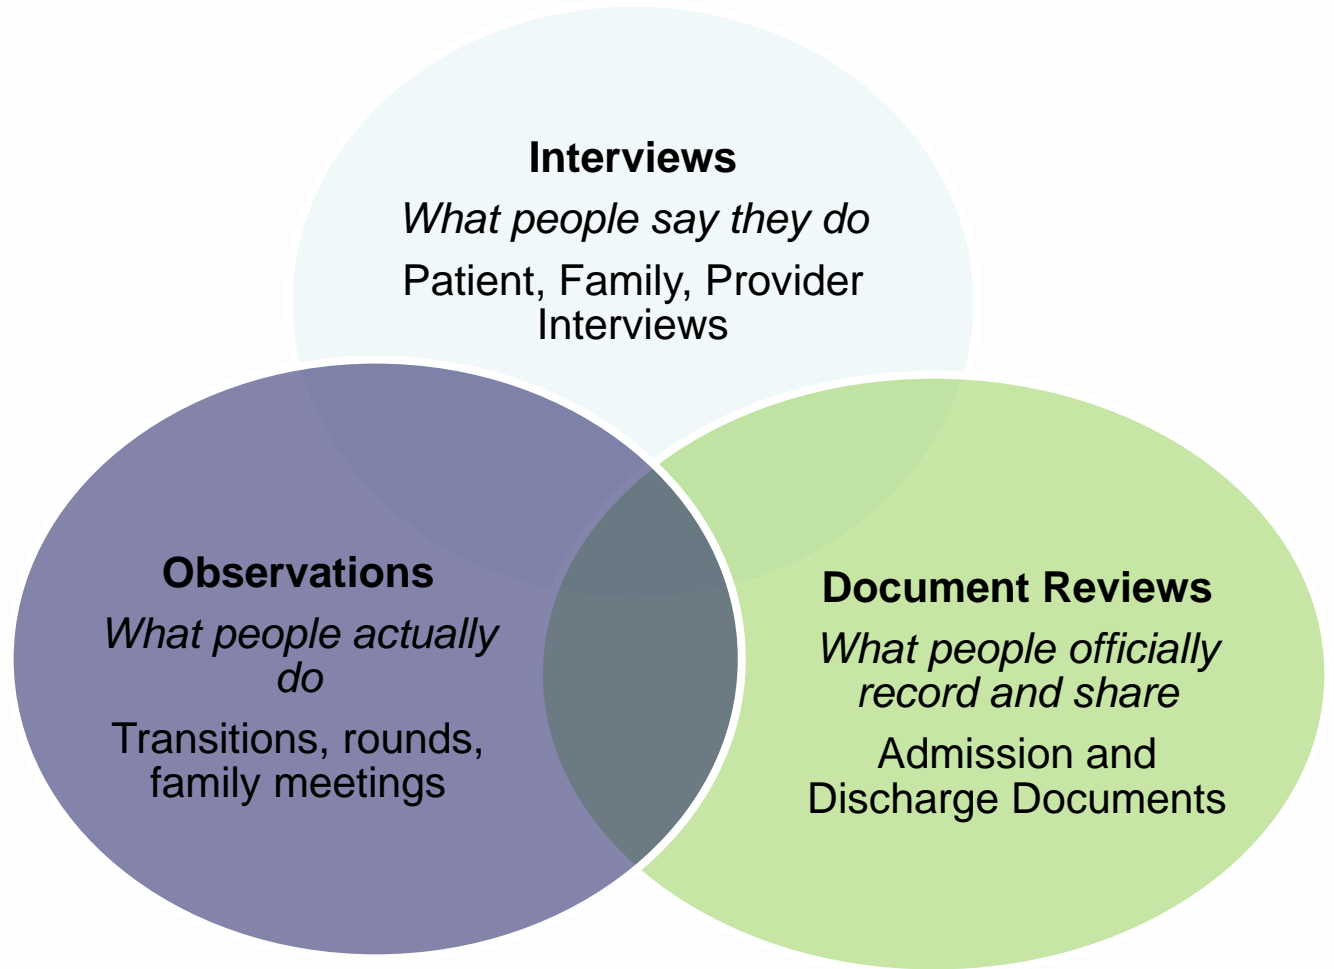 Interviews
What people say they do
Patient, Family, Provider
Interviews
Observations
What people actually
do
Transitions, rounds,
family meetings
Document Reviews
What people officially
record and share
Admission and
Discharge Documents